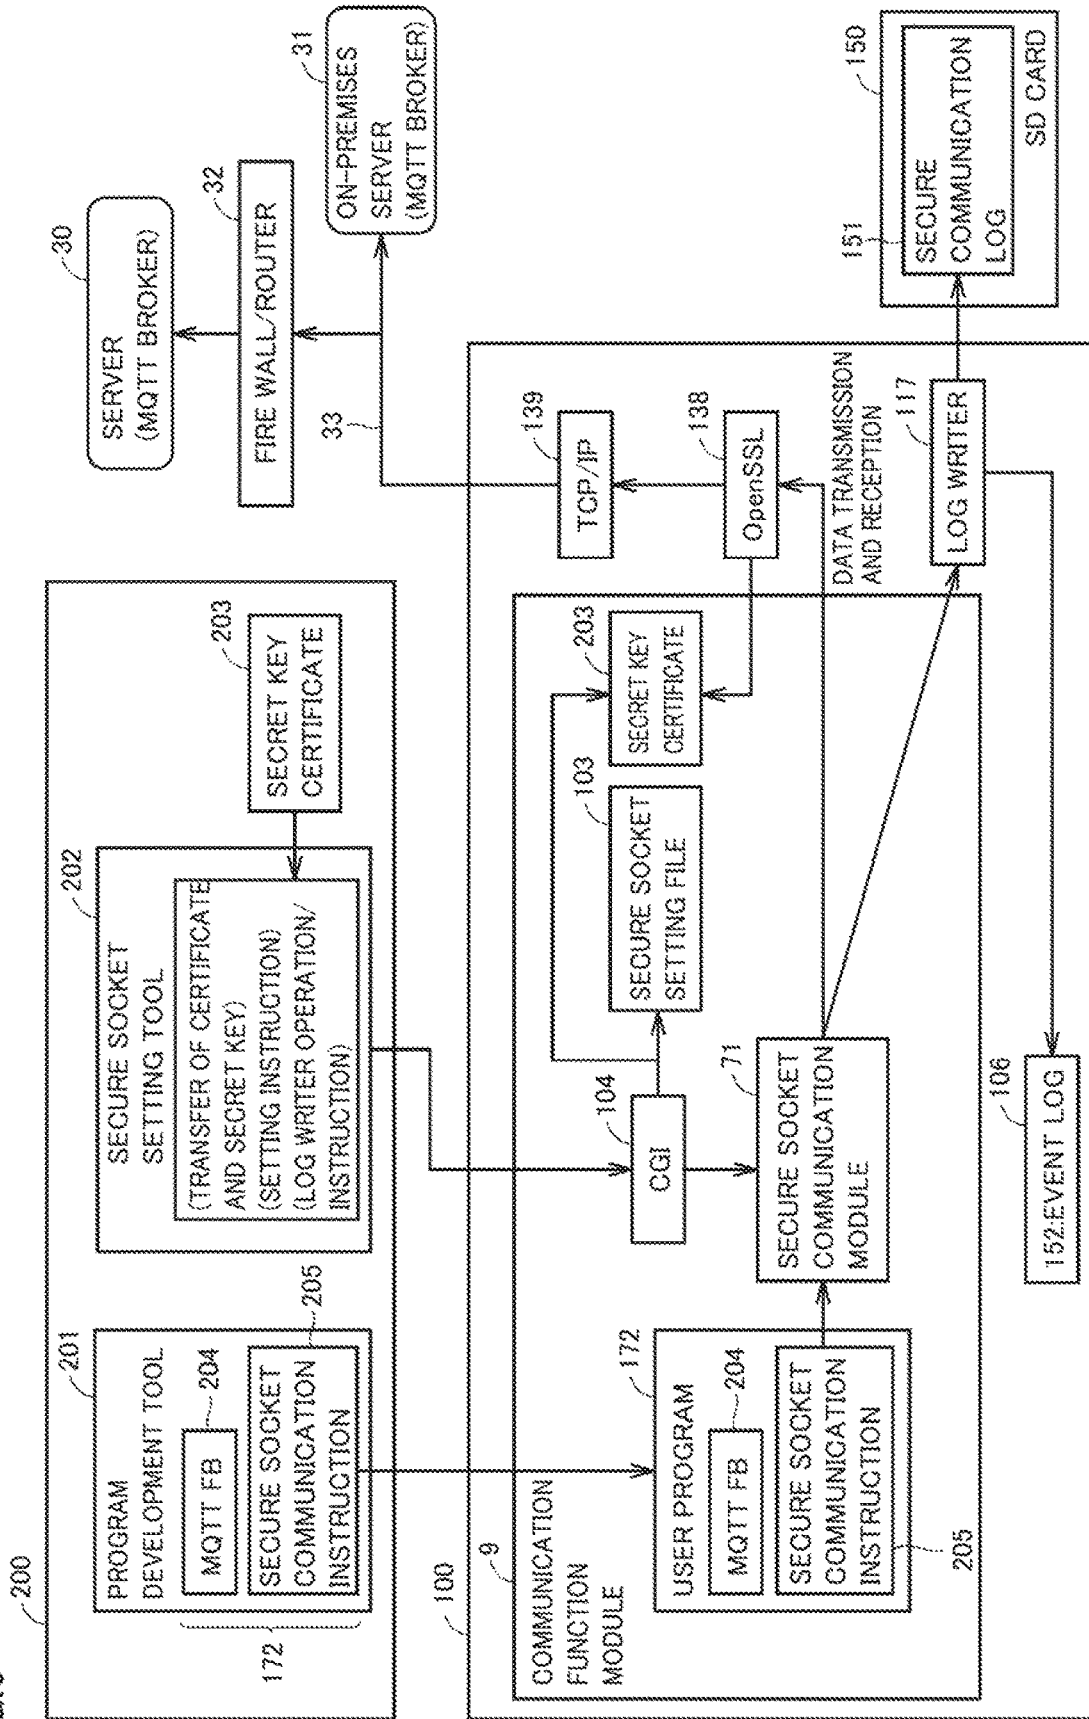 200
201
PROGRAM
DEVELOPMENT TOOL
204
MQTT FB
205
SECURE SOCKET
COMMUNICATION
INSTRUCTION
172
202
SECURE SOCKET
SETTING TOOL
(TRANSFER OF CERTIFICATE
AND SECRET KEY)
(SETTING INSTRUCTION)
(LOG WRITER OPERATION/
INSTRUCTION)
203
SECRET KEY
CERTIFICATE
30
SERVER
(MQTT BROKER)
32
FIRE WALL/ROUTER
31
ON-PREMISES
SERVER
(MQTT BROKER)
33
100
9
COMMUNICATION
FUNCTION
MODULE
172
USER PROGRAM
204
MQTT FB
SECURE SOCKET
COMMUNICATION
INSTRUCTION
205
104
CGI
103
SECURE SOCKET
SETTING FILE
203
SECRET KEY
CERTIFICATE
71
SECURE SOCKET
COMMUNICATION
MODULE
139
TCP/IP
138
OpenSSL
DATA TRANSMISSION
AND RECEPTION
117
LOG WRITER
106
152:EVENT LOG
150
151
SECURE
COMMUNICATION
LOG
SD CARD